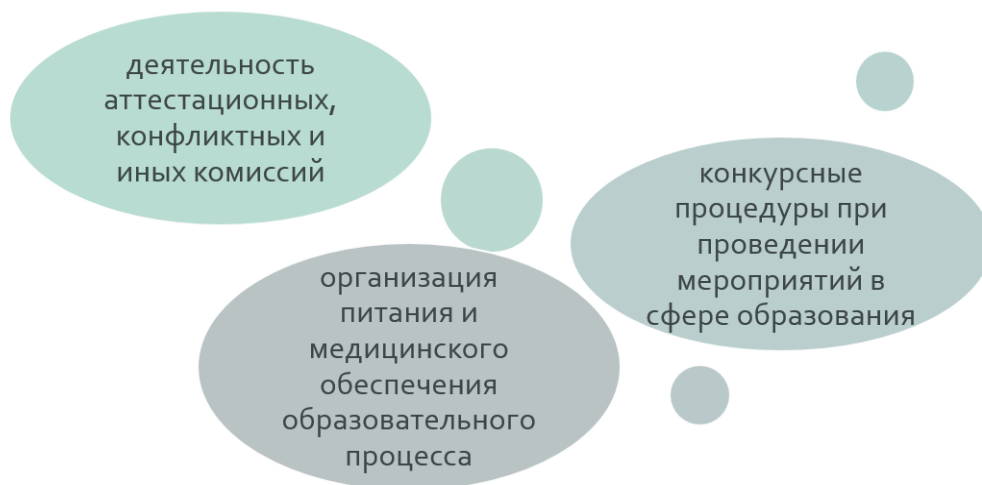 деятельность
аттестационных,
конфликтных и
иных комиссий
конкурсные
процедуры при
проведении
мероприятий в
сфере образования
организация
питания и
медицинского
обеспечения
образовательного
процесса